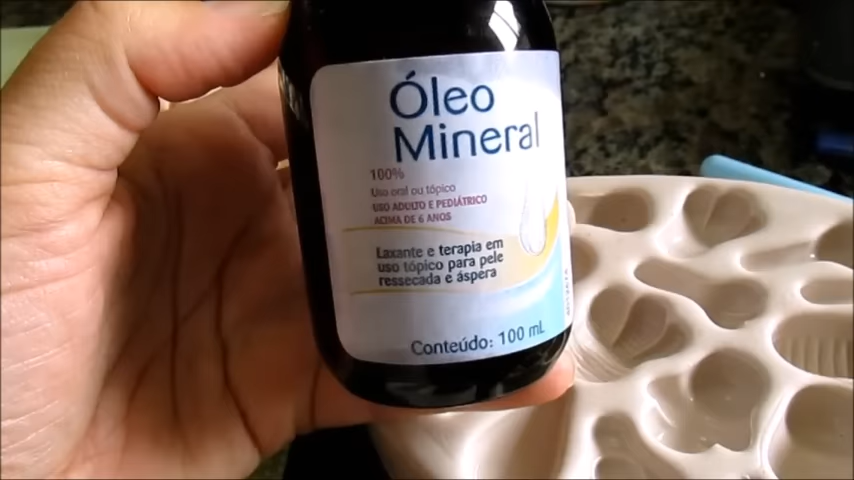 Óleo
Mineral
100%
Uso oral ou tópico
USO ADULTO E PEDIÁTRICO
ACIMA DE 6 ANOS
Laxante e terapia em
uso tópico para pele
ressecada e áspera
Conteúdo: 100 mL